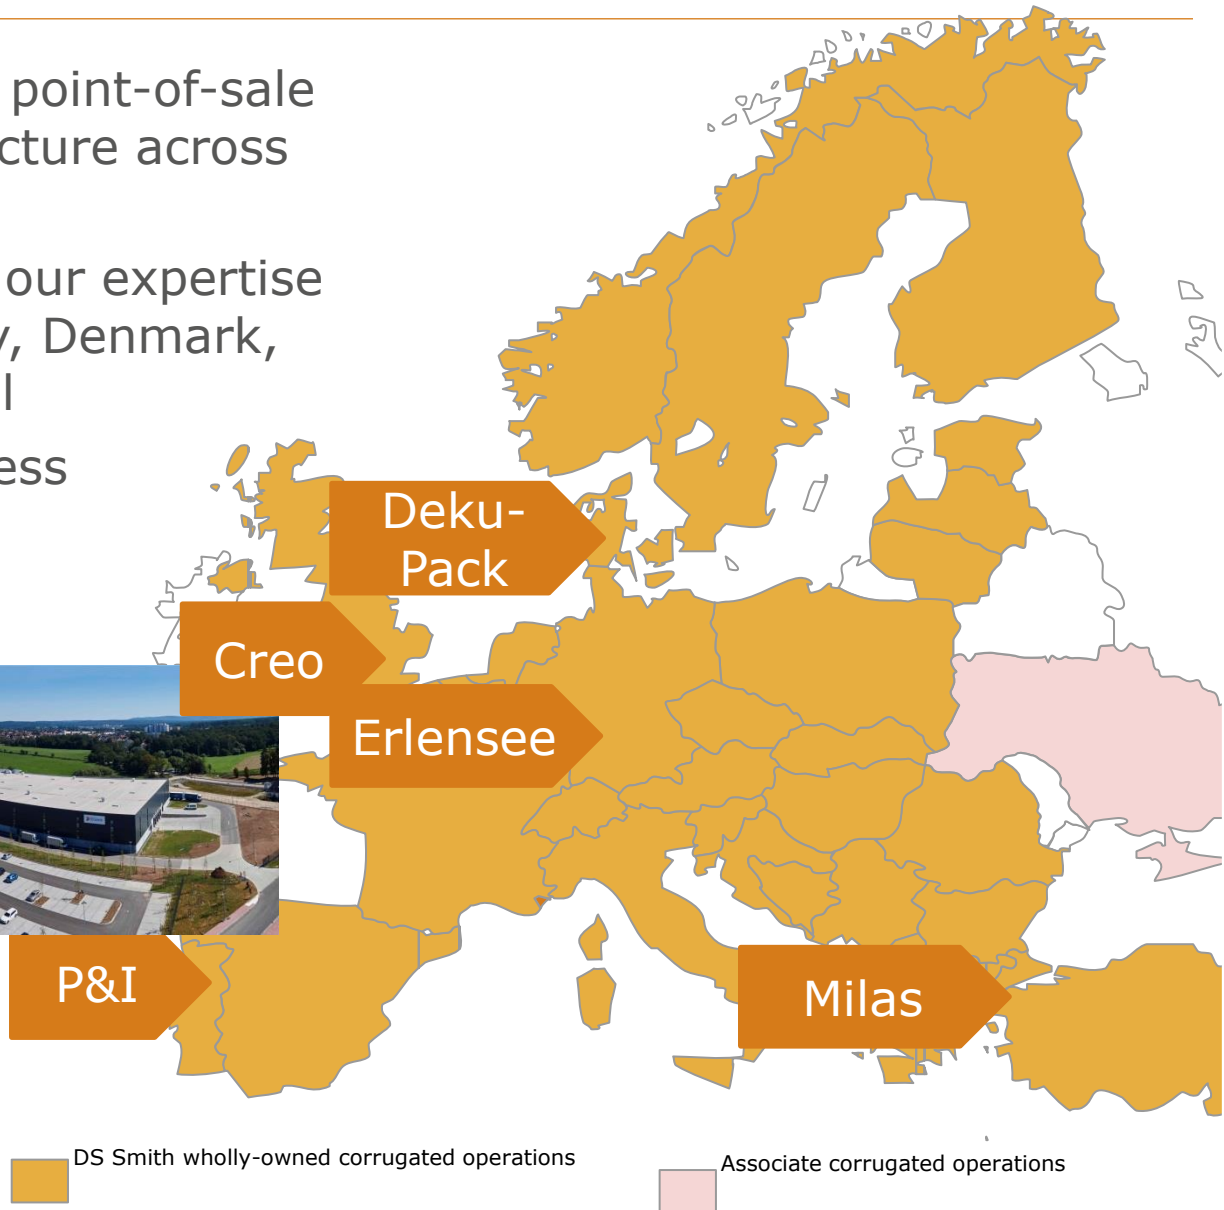 point-of-sale
cture across
our expertise
y, Denmark,
l
ess
Deku-
Pack
Creo
Erlensee
P&I
Milas
DS Smith wholly-owned corrugated operations
Associate corrugated operations